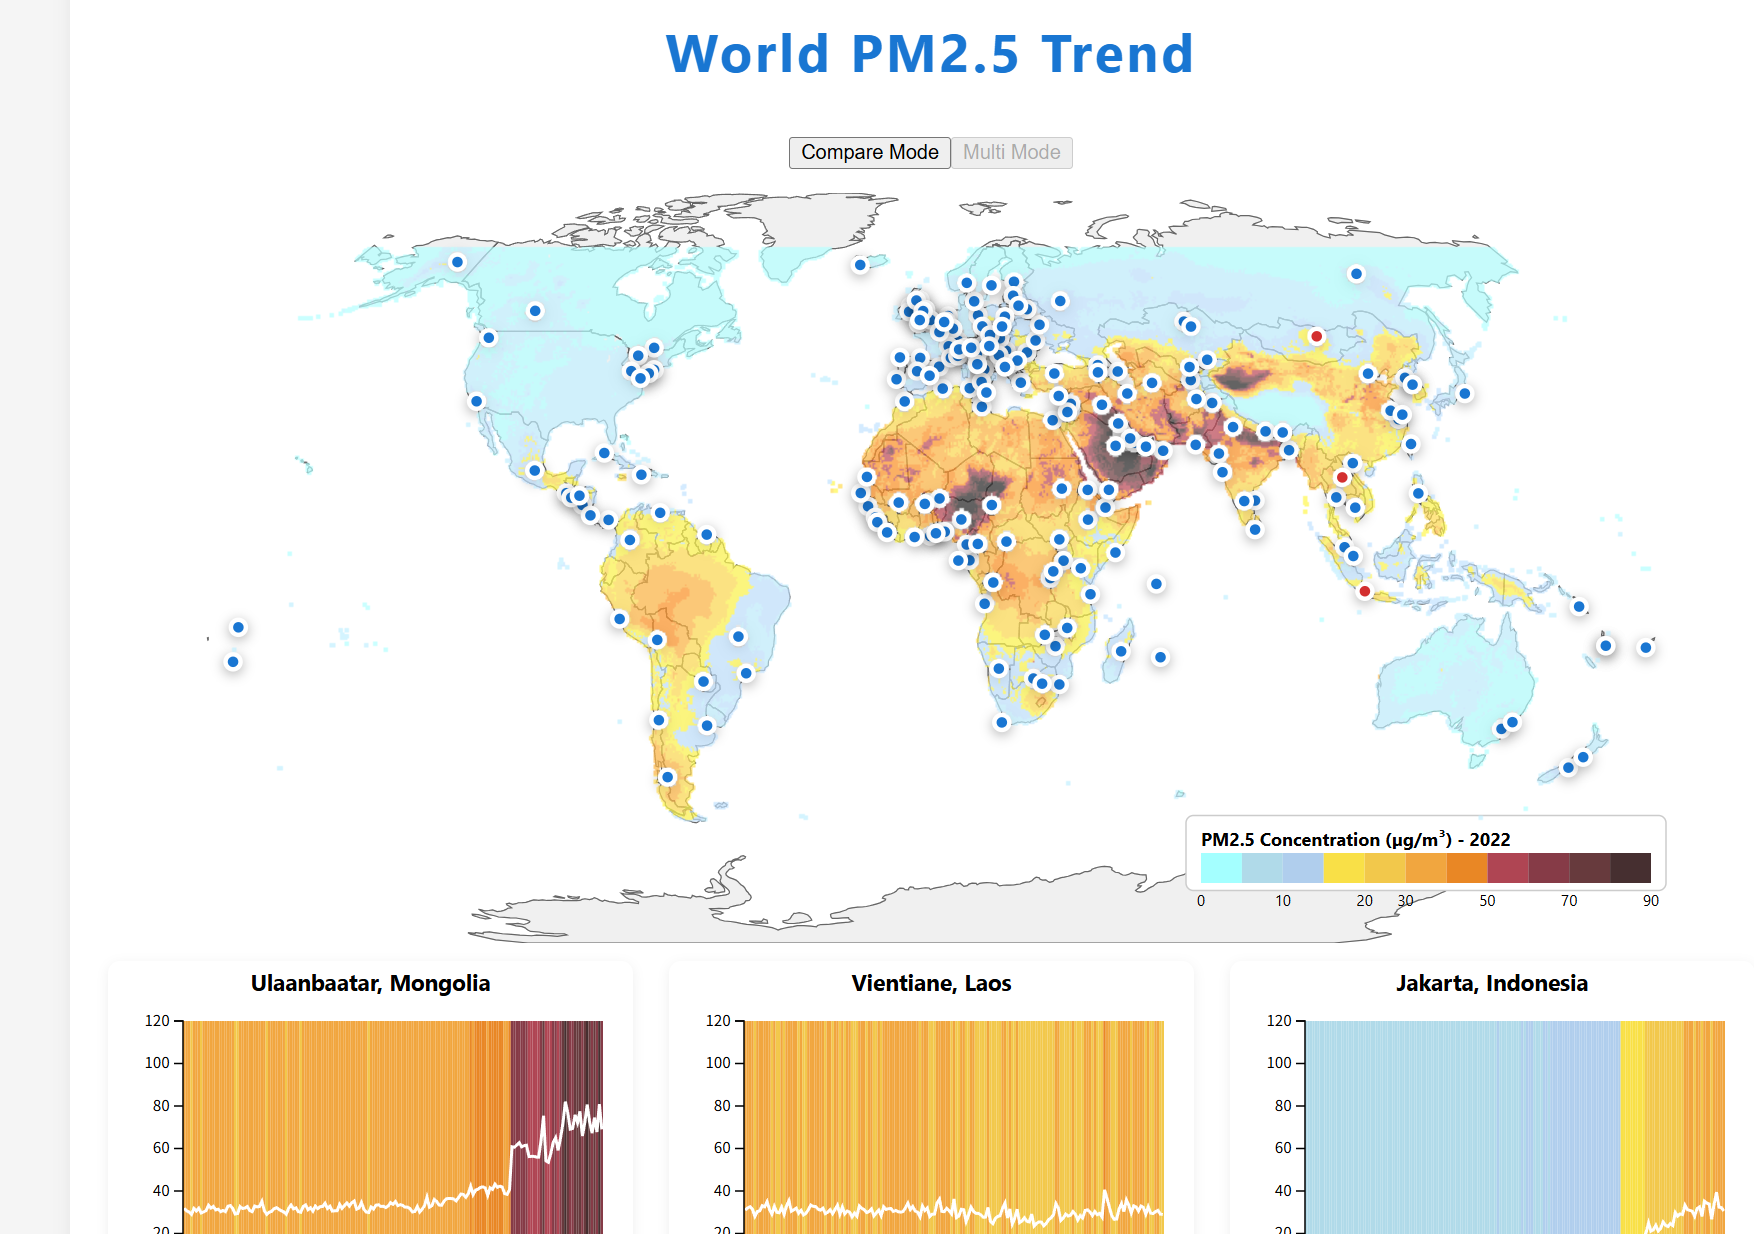 World PM2.5 Trend
Compare Mode Multi Mode
PM2.5 Concentration (µg/m³) - 2022
0 10 20 30 50 70 90
Ulaanbaatar, Mongolia
120
100
80
60
40
20
Vientiane, Laos
120
100
80
60
40
20
Jakarta, Indonesia
120
100
80
60
40
20